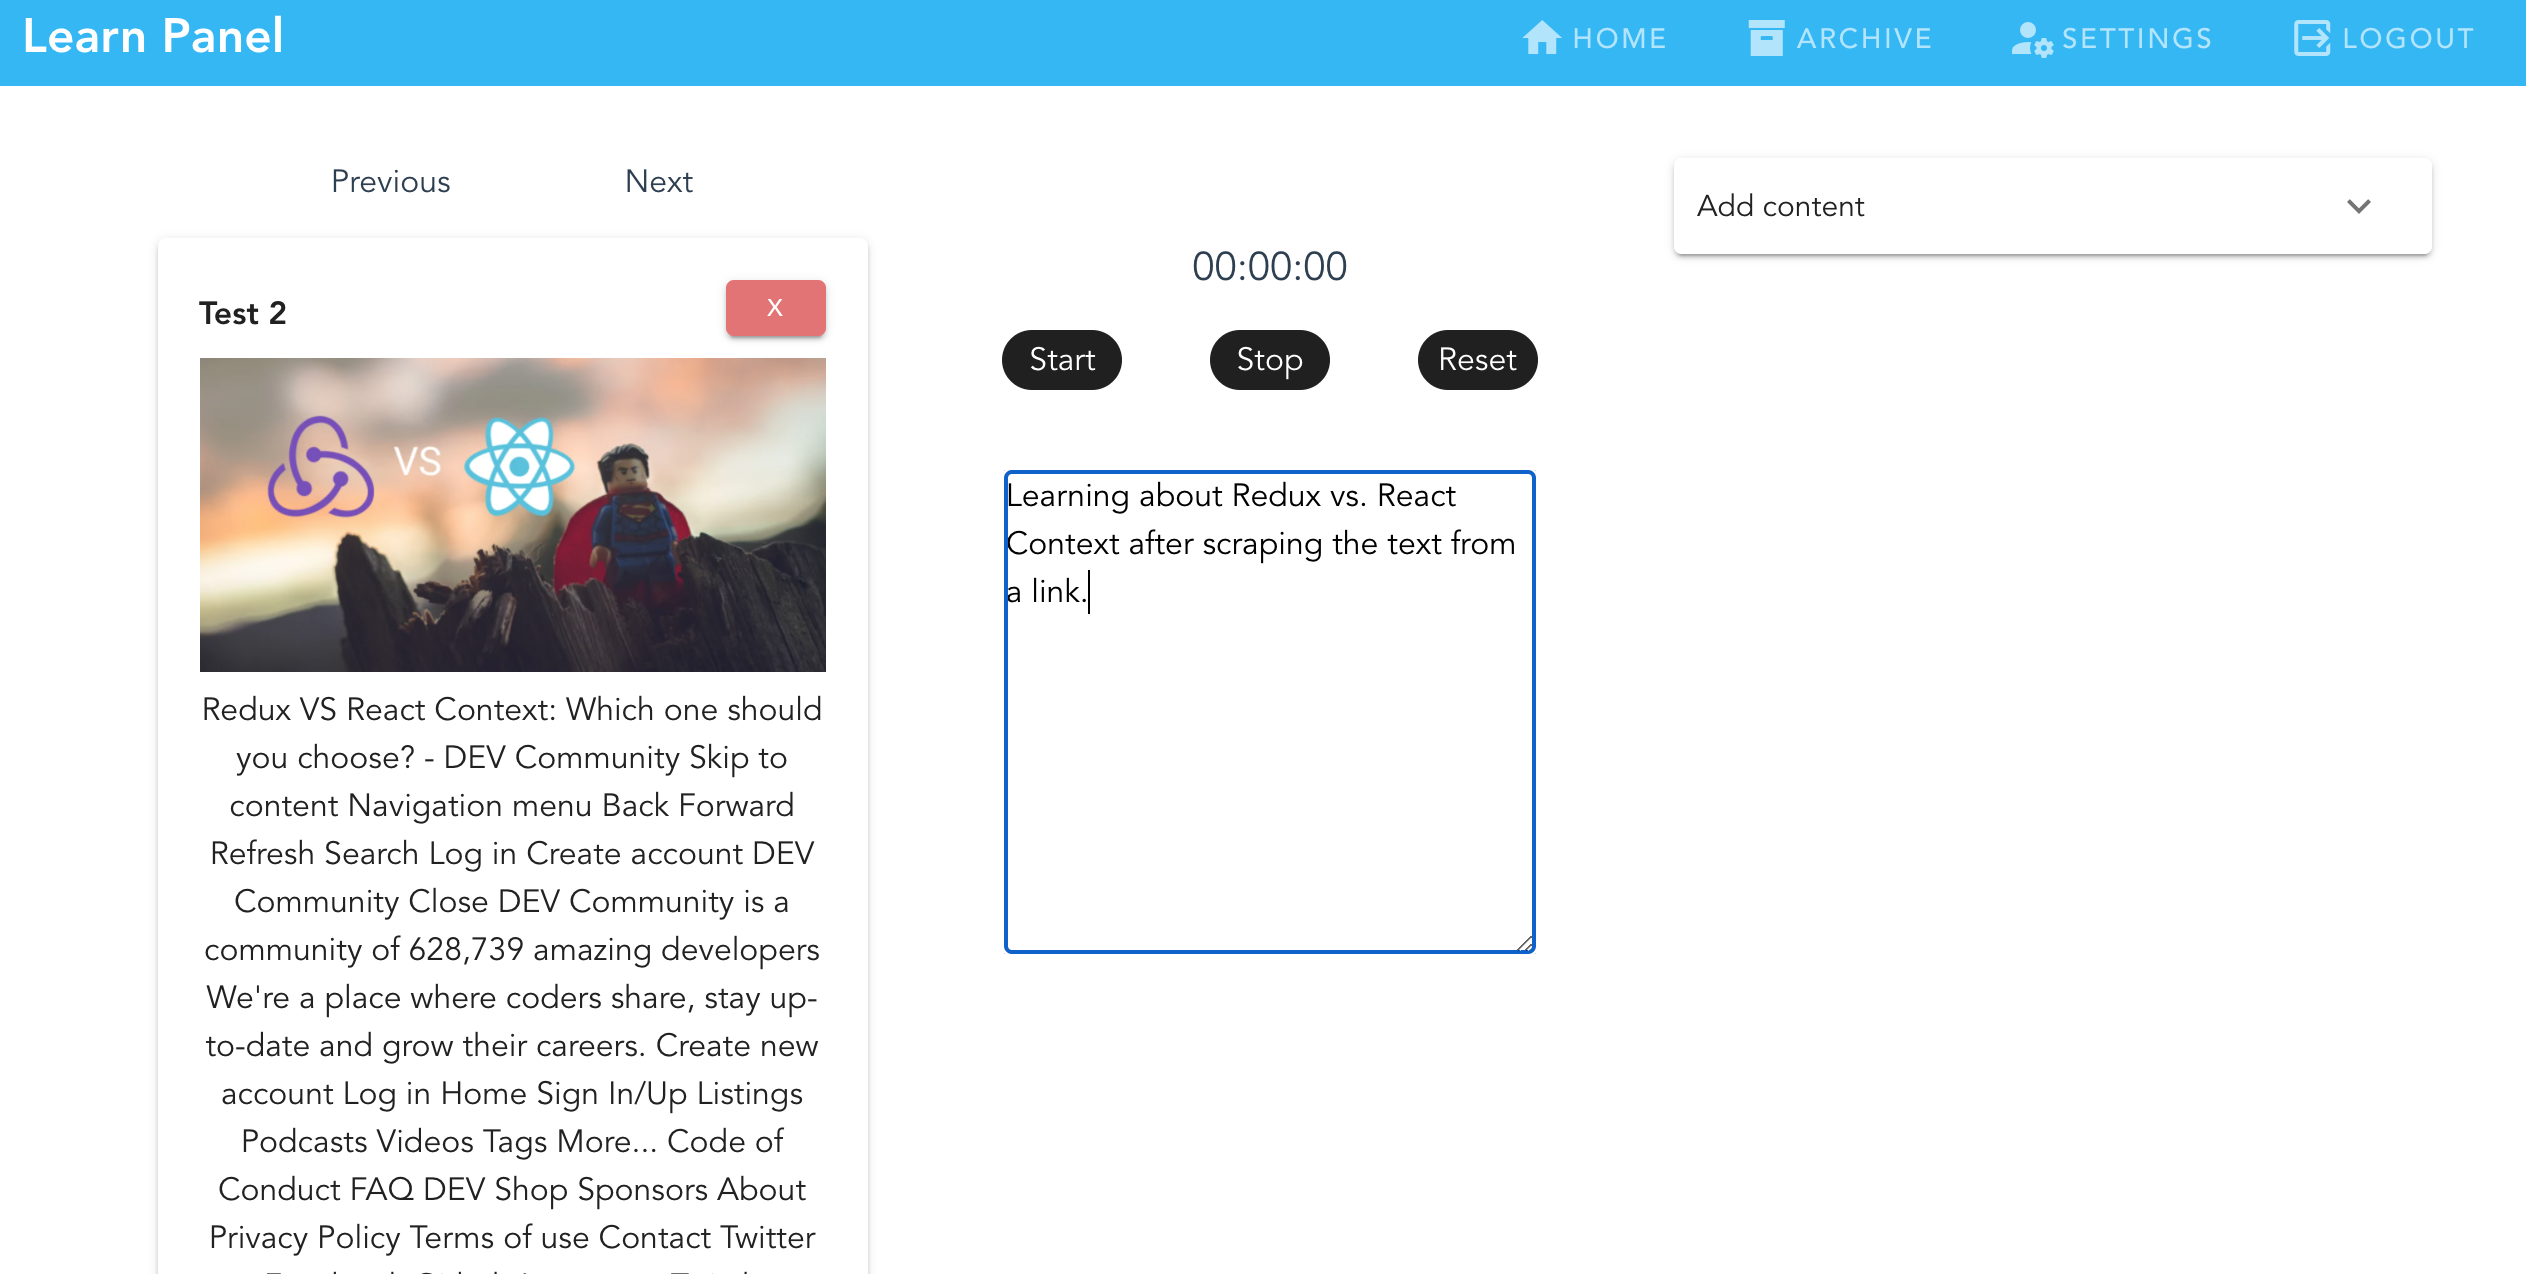 Learn Panel
HOME
ARCHIVE
SETTINGS
LOGOUT
Previous
Next
Test 2
X
VS
Redux VS React Context: Which one should
you choose? - DEV Community Skip to
content Navigation menu Back Forward
Refresh Search Log in Create account DEV
Community Close DEV Community is a
community of 628,739 amazing developers
We're a place where coders share, stay up-
to-date and grow their careers. Create new
account Log in Home Sign In/Up Listings
Podcasts Videos Tags More... Code of
Conduct FAQ DEV Shop Sponsors About
Privacy Policy Terms of use Contact Twitter
00:00:00
Start
Stop
Reset
Learning about Redux vs. React
Context after scraping the text from
a link.
Add content